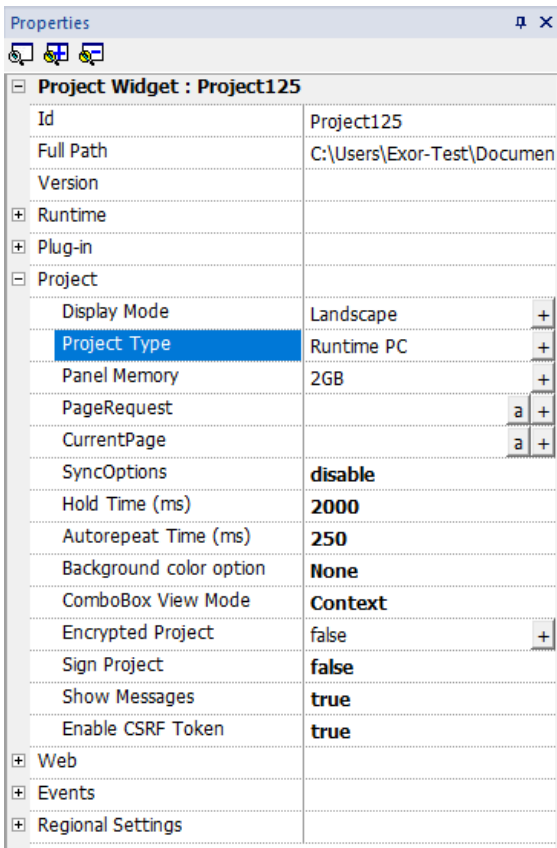 Properties
Project Widget : Project125
Id Project125
Full Path C:\Users\Exor-Test\Documen
Version
Runtime
Plug-in
Project
Display Mode Landscape +
Project Type Runtime PC +
Panel Memory 2GB +
PageRequest a +
CurrentPage a +
SyncOptions disable
Hold Time (ms) 2000
Autorepeat Time (ms) 250
Background color option None
ComboBox View Mode Context
Encrypted Project false +
Sign Project false
Show Messages true
Enable CSRF Token true
Web
Events
Regional Settings